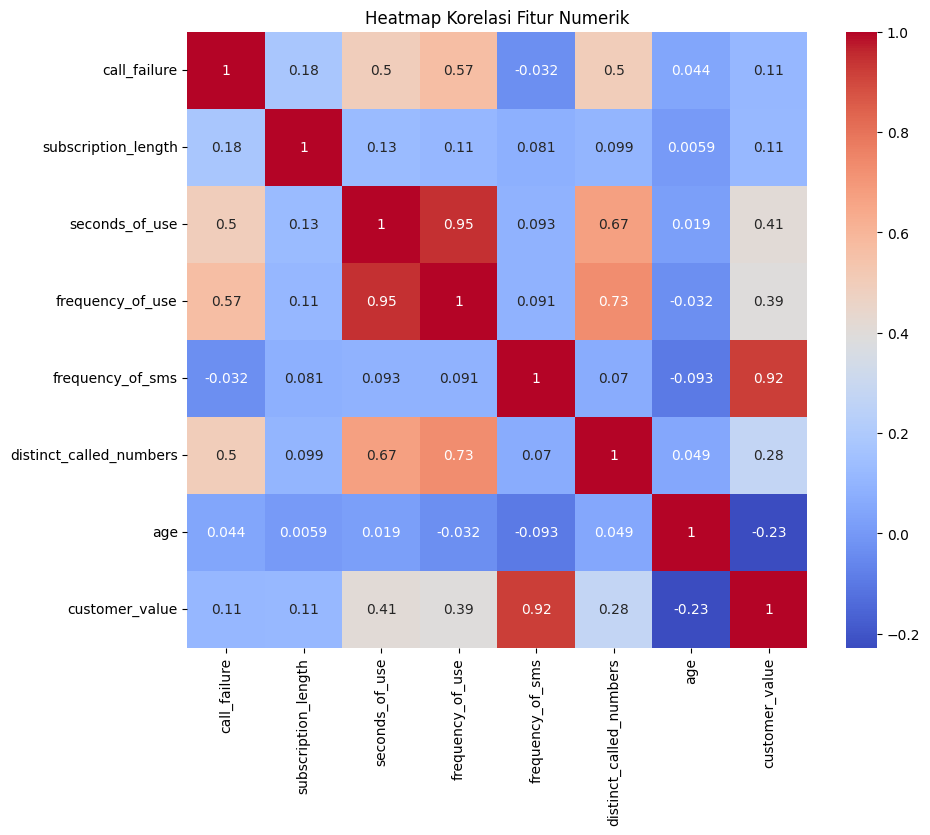 Heatmap Korelasi Fitur Numerik
call_failure 1 0.18 0.5 0.57 -0.032 0.5 0.044 0.11
subscription_length 0.18 1 0.13 0.11 0.081 0.099 0.0059 0.11
seconds_of_use 0.5 0.13 1 0.95 0.093 0.67 0.019 0.41
frequency_of_use 0.57 0.11 0.95 1 0.091 0.73 -0.032 0.39
frequency_of_sms -0.032 0.081 0.093 0.091 1 0.07 -0.093 0.92
distinct_called_numbers 0.5 0.099 0.67 0.73 0.07 1 0.049 0.28
age 0.044 0.0059 0.019 -0.032 -0.093 0.049 1 -0.23
customer_value 0.11 0.11 0.41 0.39 0.92 0.28 -0.23 1
call_failure
subscription_length
seconds_of_use
frequency_of_use
frequency_of_sms
distinct_called_numbers
age
customer_value
1.0
0.8
0.6
0.4
0.2
0.0
−0.2